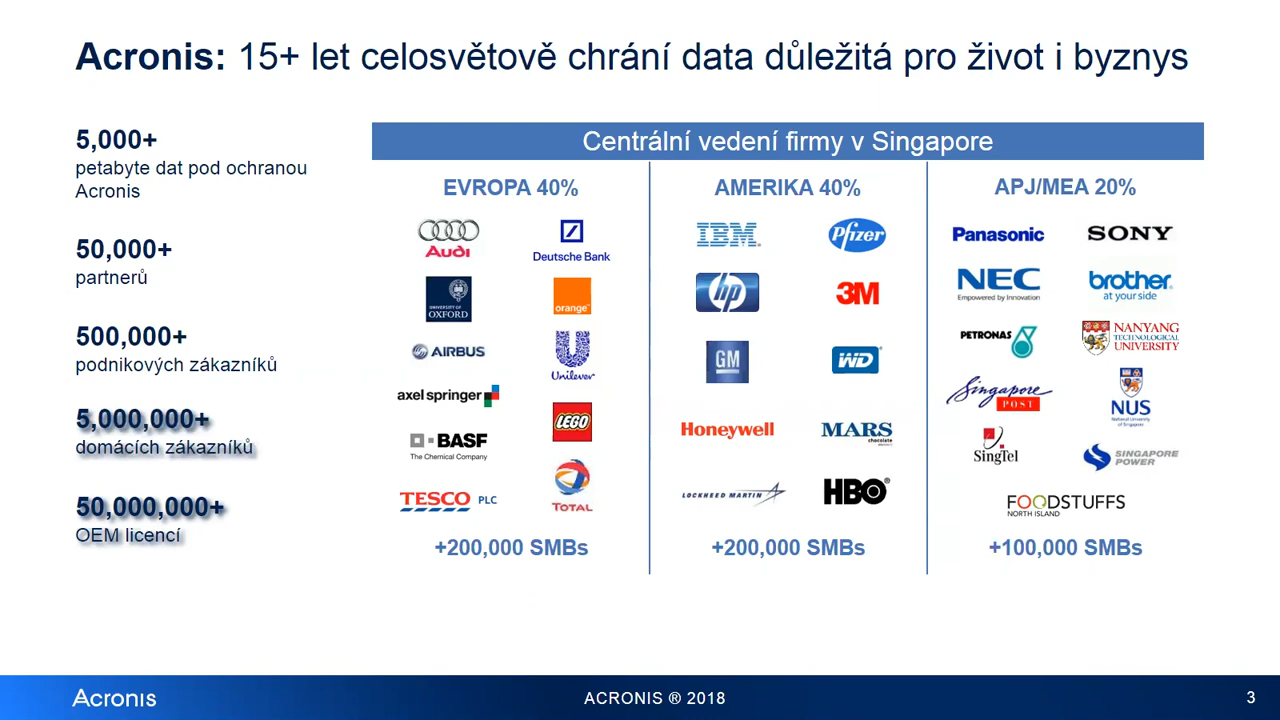 Acronis: 15+ let celosvětově chrání data důležitá pro život i byznys
5,000+
petabyte dat pod ochranou
Acronis
50,000+
partnerů
500,000+
podnikových zákazníků
5,000,000+
domácích zákazníků
50,000,000+
OEM licencí
Centrální vedení firmy v Singapore
EVROPA 40%
Audi
Deutsche Bank
UNIVERSITY OF
OXFORD
orange
AIRBUS
Unilever
axel springer
LEGO
BASF
The Chemical Company
TESCO PLC
TOTAL
+200,000 SMBs
AMERIKA 40%
IBM
Pfizer
hp
3M
GM
WD
Honeywell
MARS
chocolate
LOCKHEED MARTIN
HBO
+200,000 SMBs
APJ/MEA 20%
Panasonic
SONY
NEC
Empowered by Innovation
brother
at your side
PETRONAS
NANYANG
TECHNOLOGICAL
UNIVERSITY
Singapore
POST
NUS
National University
of Singapore
SingTel
SINGAPORE
POWER
FOODSTUFFS
NORTH ISLAND
+100,000 SMBs
Acronis
ACRONIS ® 2018
3